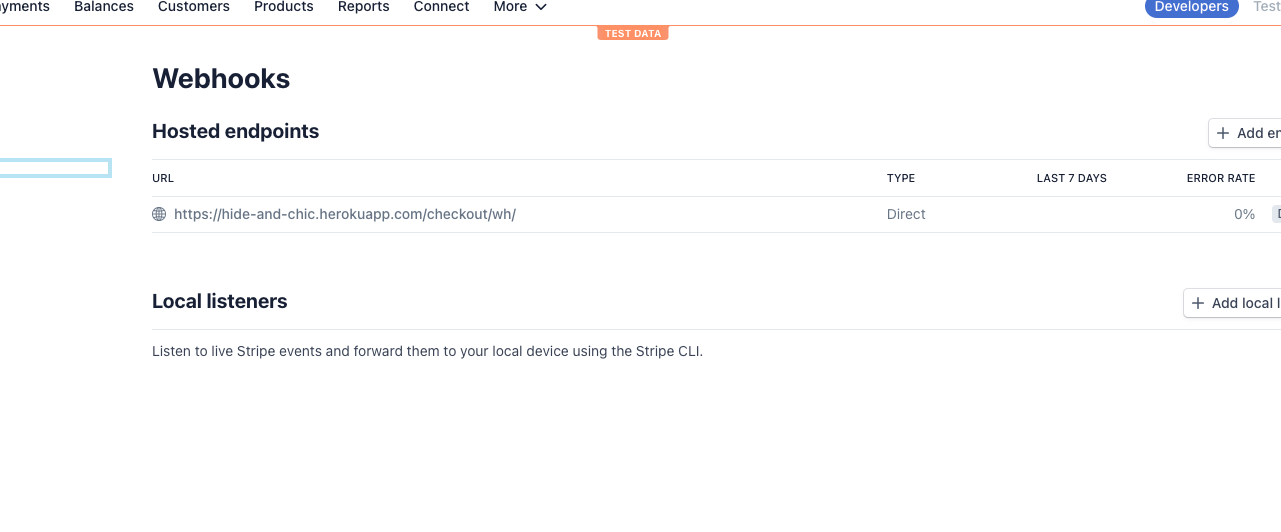 yments Balances Customers Products Reports Connect More Developers Test
TEST DATA
Webhooks
Hosted endpoints
+ Add en
URL TYPE LAST 7 DAYS ERROR RATE
https://hide-and-chic.herokuapp.com/checkout/wh/ Direct 0%
Local listeners
+ Add local l
Listen to live Stripe events and forward them to your local device using the Stripe CLI.